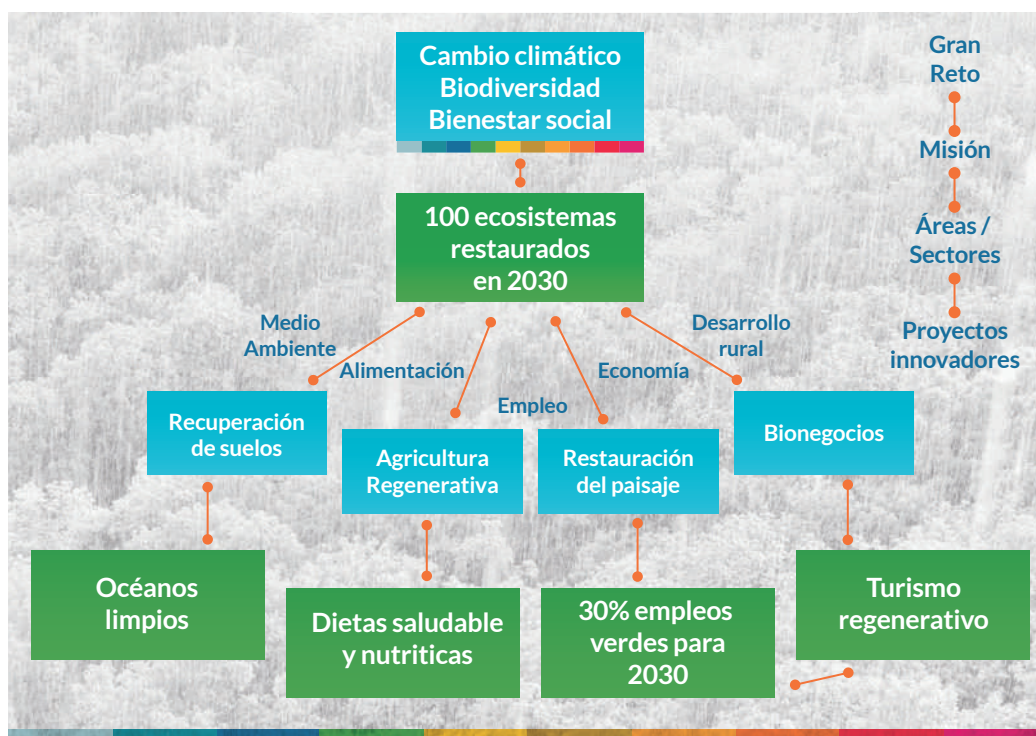 Cambio climático
Biodiversidad
Bienestar social
Gran
Reto
Misión
Áreas /
Sectores
Proyectos
innovadores
100 ecosistemas
restaurados
en 2030
Medio
Ambiente
Alimentación
Empleo
Economía
Desarrollo
rural
Recuperación
de suelos
Agricultura
Regenerativa
Restauración
del paisaje
Bionegocios
Océanos
limpios
Dietas saludable
y nutriticas
30% empleos
verdes para
2030
Turismo
regenerativo